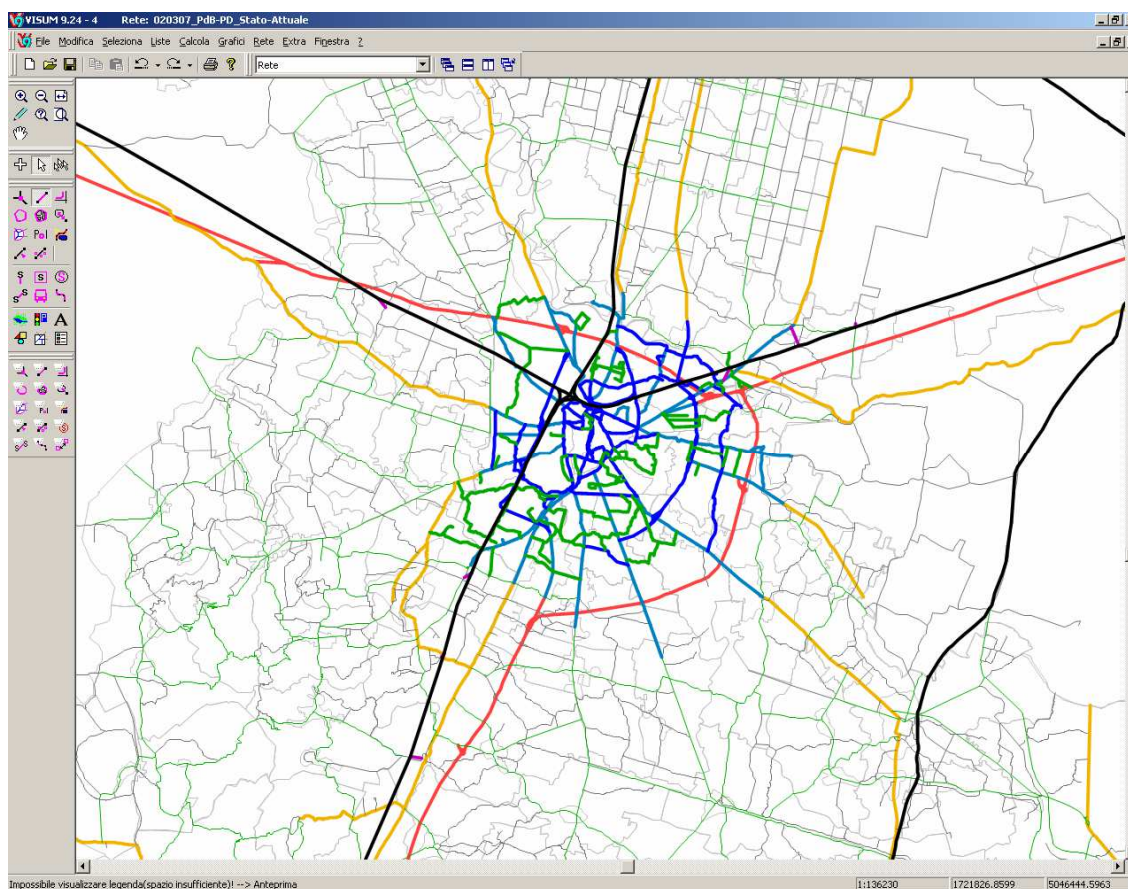 VISUM 9.24 - 4 Rete: 020307_PdB-PD_Stato-Attuale
File Modifica Seleziona Liste Calcola Grafici Rete Extra Finestra ?
Rete
Pol
S S S
S S
A
Pol
Impossibile visualizzare legenda(spazio insufficiente)! --> Anteprima 1:136230 1721826.8599 5046444.5963